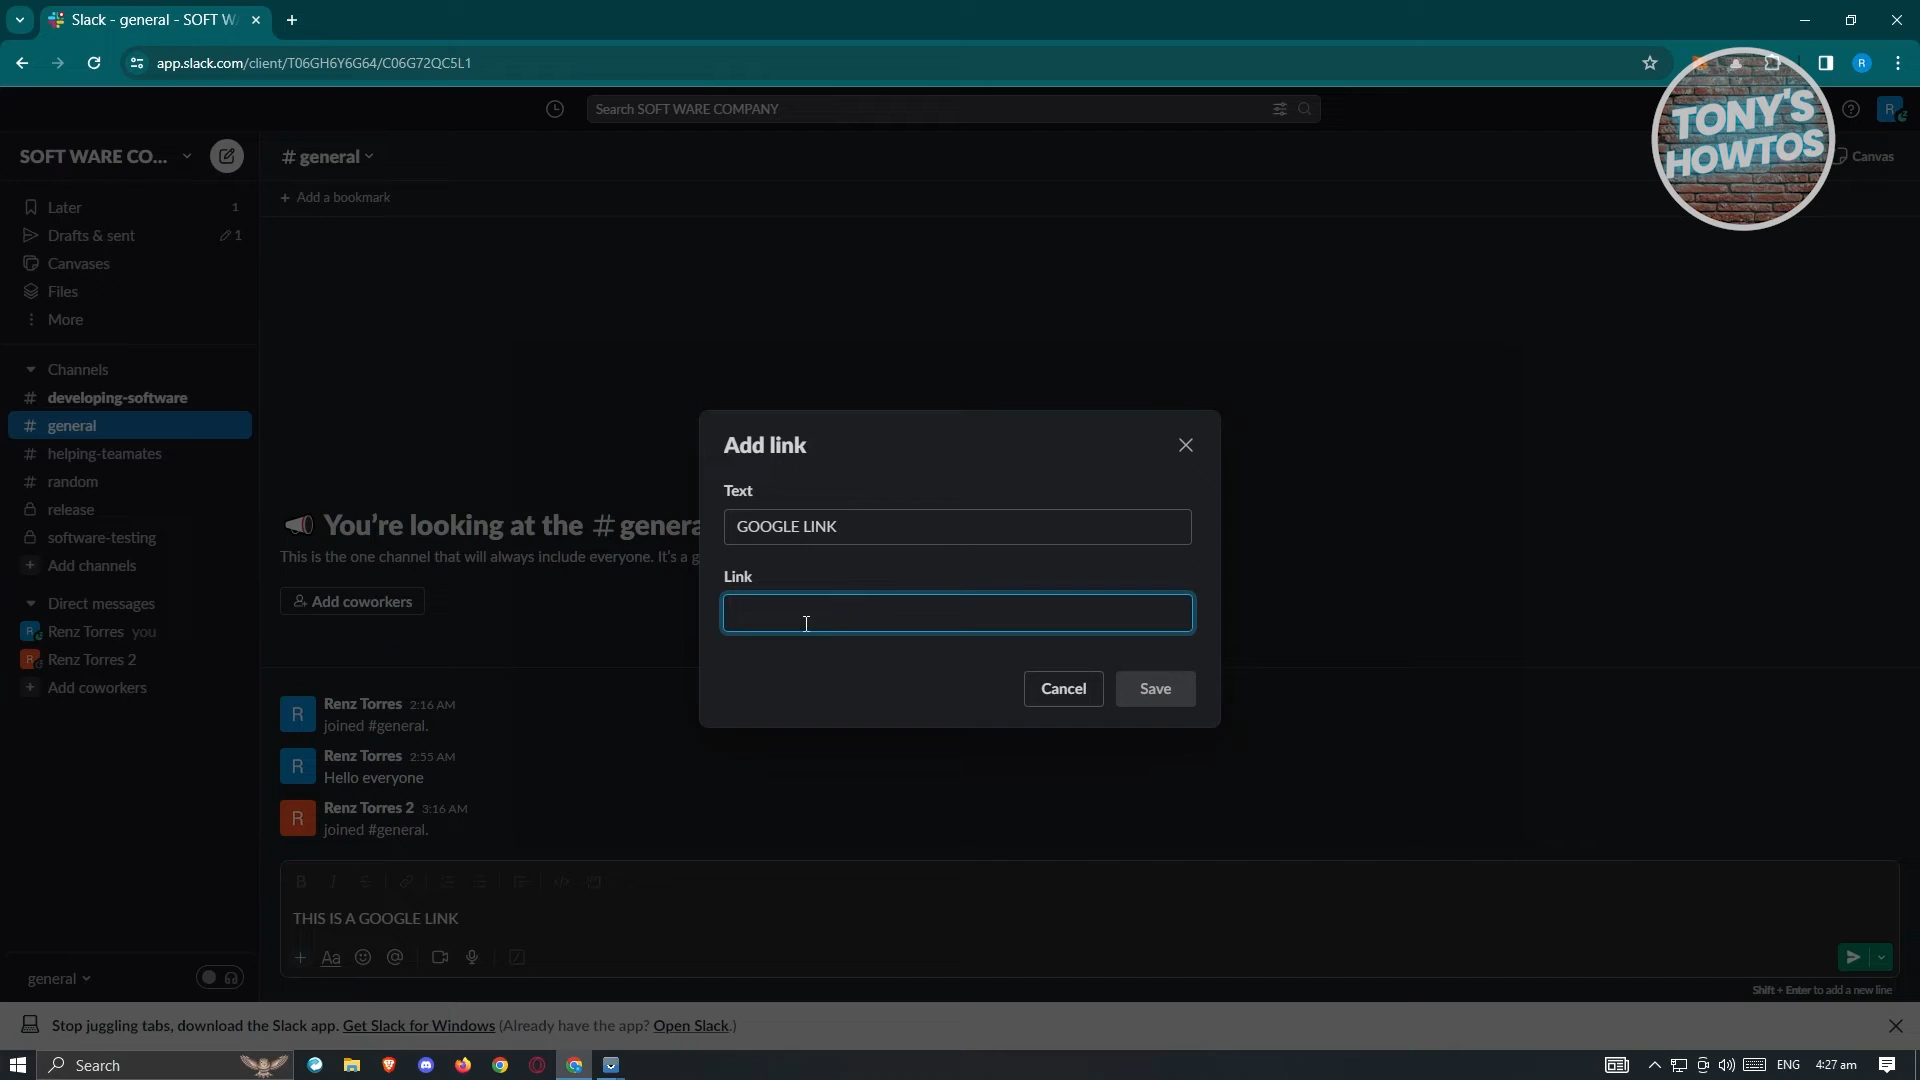 Slack - general - SOFT W
app.slack.com/client/T06GH6Y6G64/C06G72QC5L1
R
TONY'S
HOWTOS
Search SOFT WARE COMPANY
R
SOFT WARE CO...
# general
Canvas
+ Add a bookmark
Later 1
Drafts & sent 1
Canvases
Files
More
Channels
# developing-software
# general
# helping-teamates
# random
release
software-testing
+ Add channels
Direct messages
R Renz Torres you
R Renz Torres 2
+ Add coworkers
general
You're looking at the # genera
This is the one channel that will always include everyone. It's a g
Add coworkers
Add link
Text
GOOGLE LINK
Link
Cancel
Save
R Renz Torres 2:16 AM
joined #general.
R Renz Torres 2:55 AM
Hello everyone
R Renz Torres 2 3:16 AM
joined #general.
B I S
THIS IS A GOOGLE LINK
+ Aa @
Shift + Enter to add a new line
Stop juggling tabs, download the Slack app. Get Slack for Windows (Already have the app? Open Slack.)
Search
ENG
4:27 am